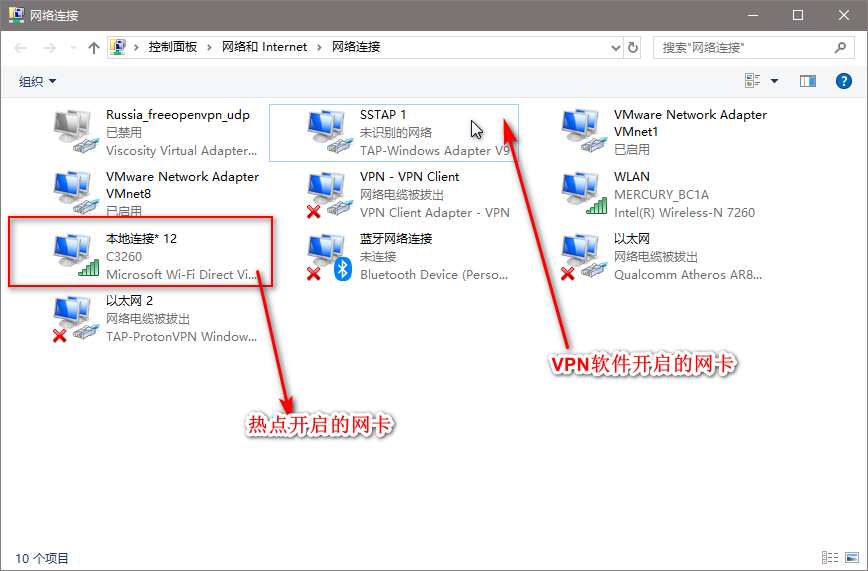 网络连接
控制面板 › 网络和 Internet › 网络连接
搜索"网络连接"
组织
Russia_freeopenvpn_udp
已禁用
Viscosity Virtual Adapter...
SSTAP 1
未识别的网络
TAP-Windows Adapter V9
VMware Network Adapter
VMnet1
已启用
VMware Network Adapter
VMnet8
已启用
VPN - VPN Client
网络电缆被拔出
VPN Client Adapter - VPN
WLAN
MERCURY_BC1A
Intel(R) Wireless-N 7260
本地连接* 12
C3260
Microsoft Wi-Fi Direct Vi...
蓝牙网络连接
未连接
Bluetooth Device (Perso...
以太网
网络电缆被拔出
Qualcomm Atheros AR8...
以太网 2
网络电缆被拔出
TAP-ProtonVPN Window...
VPN软件开启的网卡
热点开启的网卡
10 个项目